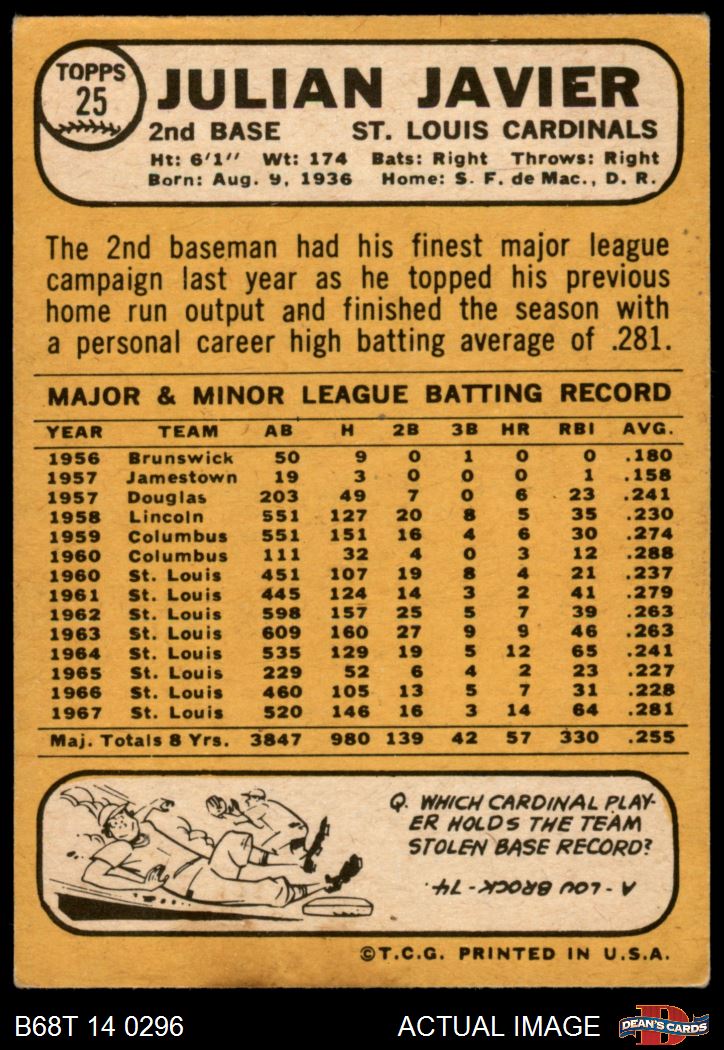 TOPPS
25
JULIAN JAVIER
2nd BASE ST. LOUIS CARDINALS
Ht: 6'1'' Wt: 174 Bats: Right Throws: Right
Born: Aug. 9, 1936 Home: S. F. de Mac., D. R.
The 2nd baseman had his finest major league
campaign last year as he topped his previous
home run output and finished the season with
a personal career high batting average of .281.
MAJOR & MINOR LEAGUE BATTING RECORD
YEAR TEAM AB H 2B 3B HR RBI AVG.
1956 Brunswick 50 9 0 1 0 0 .180
1957 Jamestown 19 3 0 0 0 1 .158
1957 Douglas 203 49 7 0 6 23 .241
1958 Lincoln 551 127 20 8 5 35 .230
1959 Columbus 551 151 16 4 6 30 .274
1960 Columbus 111 32 4 0 3 12 .288
1960 St. Louis 451 107 19 8 4 21 .237
1961 St. Louis 445 124 14 3 2 41 .279
1962 St. Louis 598 157 25 5 7 39 .263
1963 St. Louis 609 160 27 9 9 46 .263
1964 St. Louis 535 129 19 5 12 65 .241
1965 St. Louis 229 52 6 4 2 23 .227
1966 St. Louis 460 105 13 5 7 31 .228
1967 St. Louis 520 146 16 3 14 64 .281
Maj. Totals 8 Yrs. 3847 980 139 42 57 330 .255
Q. WHICH CARDINAL PLAY-
ER HOLDS THE TEAM
STOLEN BASE RECORD?
A - LOU BROCK - 74.
©T.C.G. PRINTED IN U.S.A.
B68T 14 0296 ACTUAL IMAGE
D
DEAN'S CARDS